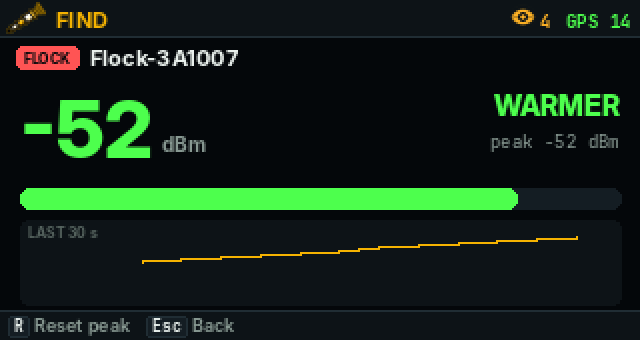 FIND 4 GPS 14
FLOCK Flock-3A1007
-52 dBm WARMER
peak -52 dBm
LAST 30 s
R Reset peak Esc Back